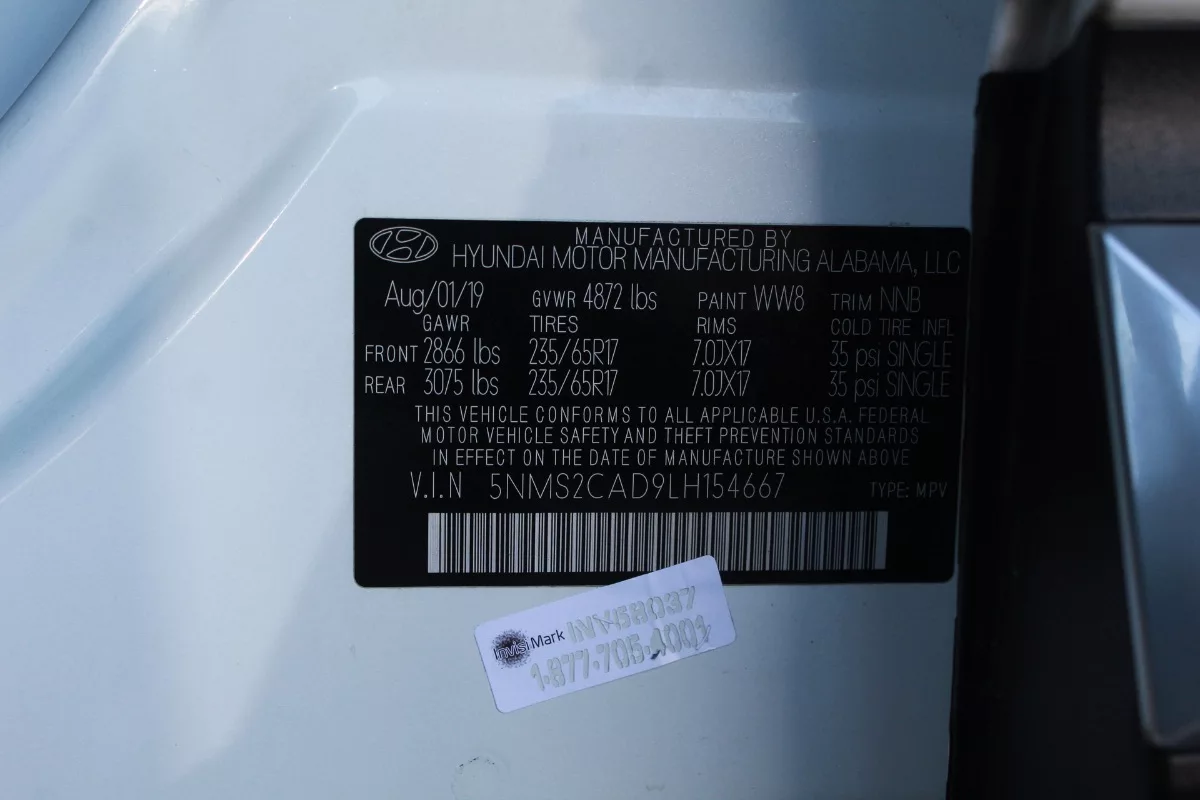 MANUFACTURED BY
HYUNDAI MOTOR MANUFACTURING ALABAMA, LLC
Aug/01/19 GVWR 4872 lbs PAINT WW8 TRIM NNB
GAWR TIRES RIMS COLD TIRE INFL
FRONT 2866 lbs 235/65R17 7.0JX17 35 psi SINGLE
REAR 3075 lbs 235/65R17 7.0JX17 35 psi SINGLE
THIS VEHICLE CONFORMS TO ALL APPLICABLE U.S.A. FEDERAL
MOTOR VEHICLE SAFETY AND THEFT PREVENTION STANDARDS
IN EFFECT ON THE DATE OF MANUFACTURE SHOWN ABOVE
V.I.N 5NMS2CAD9LH154667 TYPE: MPV
InvisiMark
1·877·705·